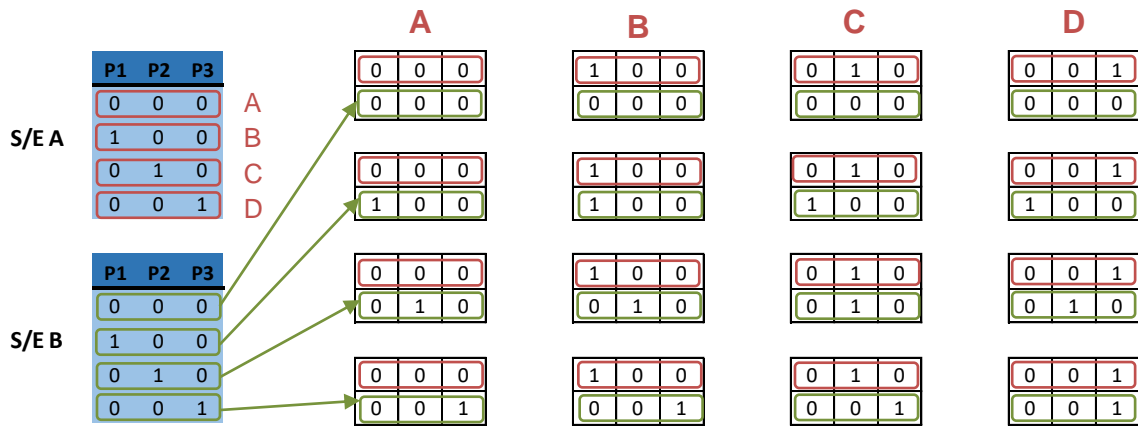 A B C D
P1 P2 P3
0 0 0 A
S/E A
1 0 0 B
0 1 0 C
0 0 1 D
P1 P2 P3
0 0 0
S/E B
1 0 0
0 1 0
0 0 1
0 0 0 1 0 0 0 1 0 0 0 1
0 0 0 0 0 0 0 0 0 0 0 0
0 0 0 1 0 0 0 1 0 0 0 1
1 0 0 1 0 0 1 0 0 1 0 0
0 0 0 1 0 0 0 1 0 0 0 1
0 1 0 0 1 0 0 1 0 0 1 0
0 0 0 1 0 0 0 1 0 0 0 1
0 0 1 0 0 1 0 0 1 0 0 1